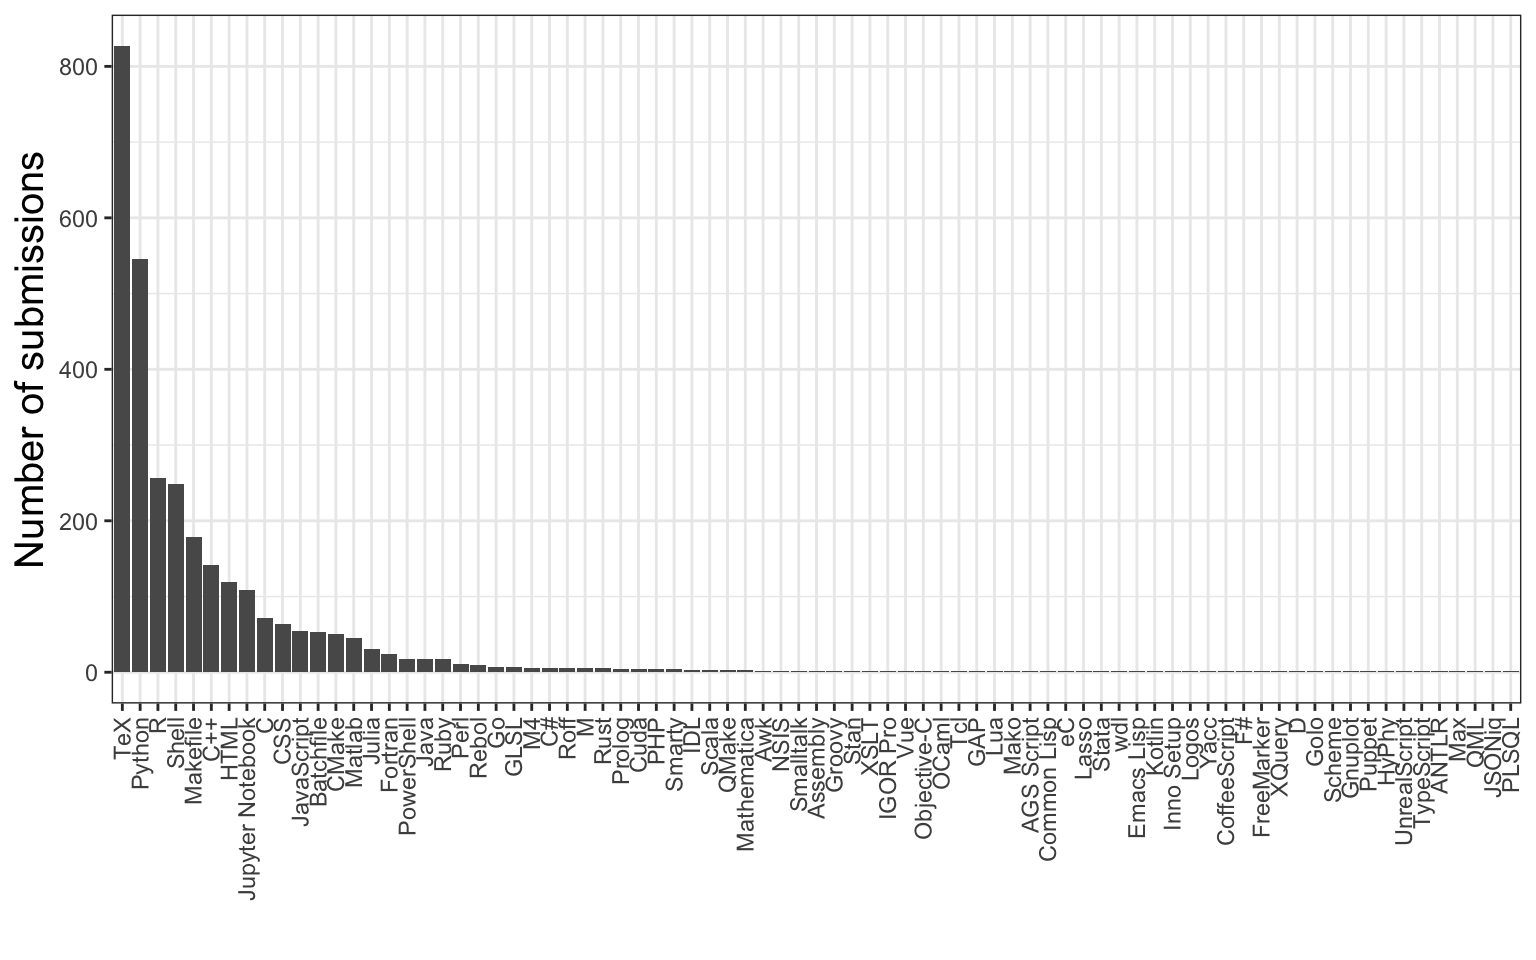 Number of submissions
800
600
400
200
0
TeX
Python
R
Shell
Makefile
C++
HTML
Jupyter Notebook
C
CSS
JavaScript
Batchfile
CMake
Matlab
Julia
Fortran
PowerShell
Java
Ruby
Perl
Rebol
Go
GLSL
M4
C#
Roff
M
Rust
Prolog
Cuda
PHP
Smarty
IDL
Scala
QMake
Mathematica
Awk
NSIS
Smalltalk
Assembly
Groovy
Stan
XSLT
IGOR Pro
Vue
Objective-C
OCaml
Tcl
GAP
Lua
Mako
AGS Script
Common Lisp
eC
Lasso
Stata
wdl
Emacs Lisp
Kotlin
Inno Setup
Logos
Yacc
CoffeeScript
F#
FreeMarker
XQuery
D
Golo
Scheme
Gnuplot
Puppet
HyPhy
UnrealScript
TypeScript
ANTLR
Max
QML
JSONiq
PLSQL